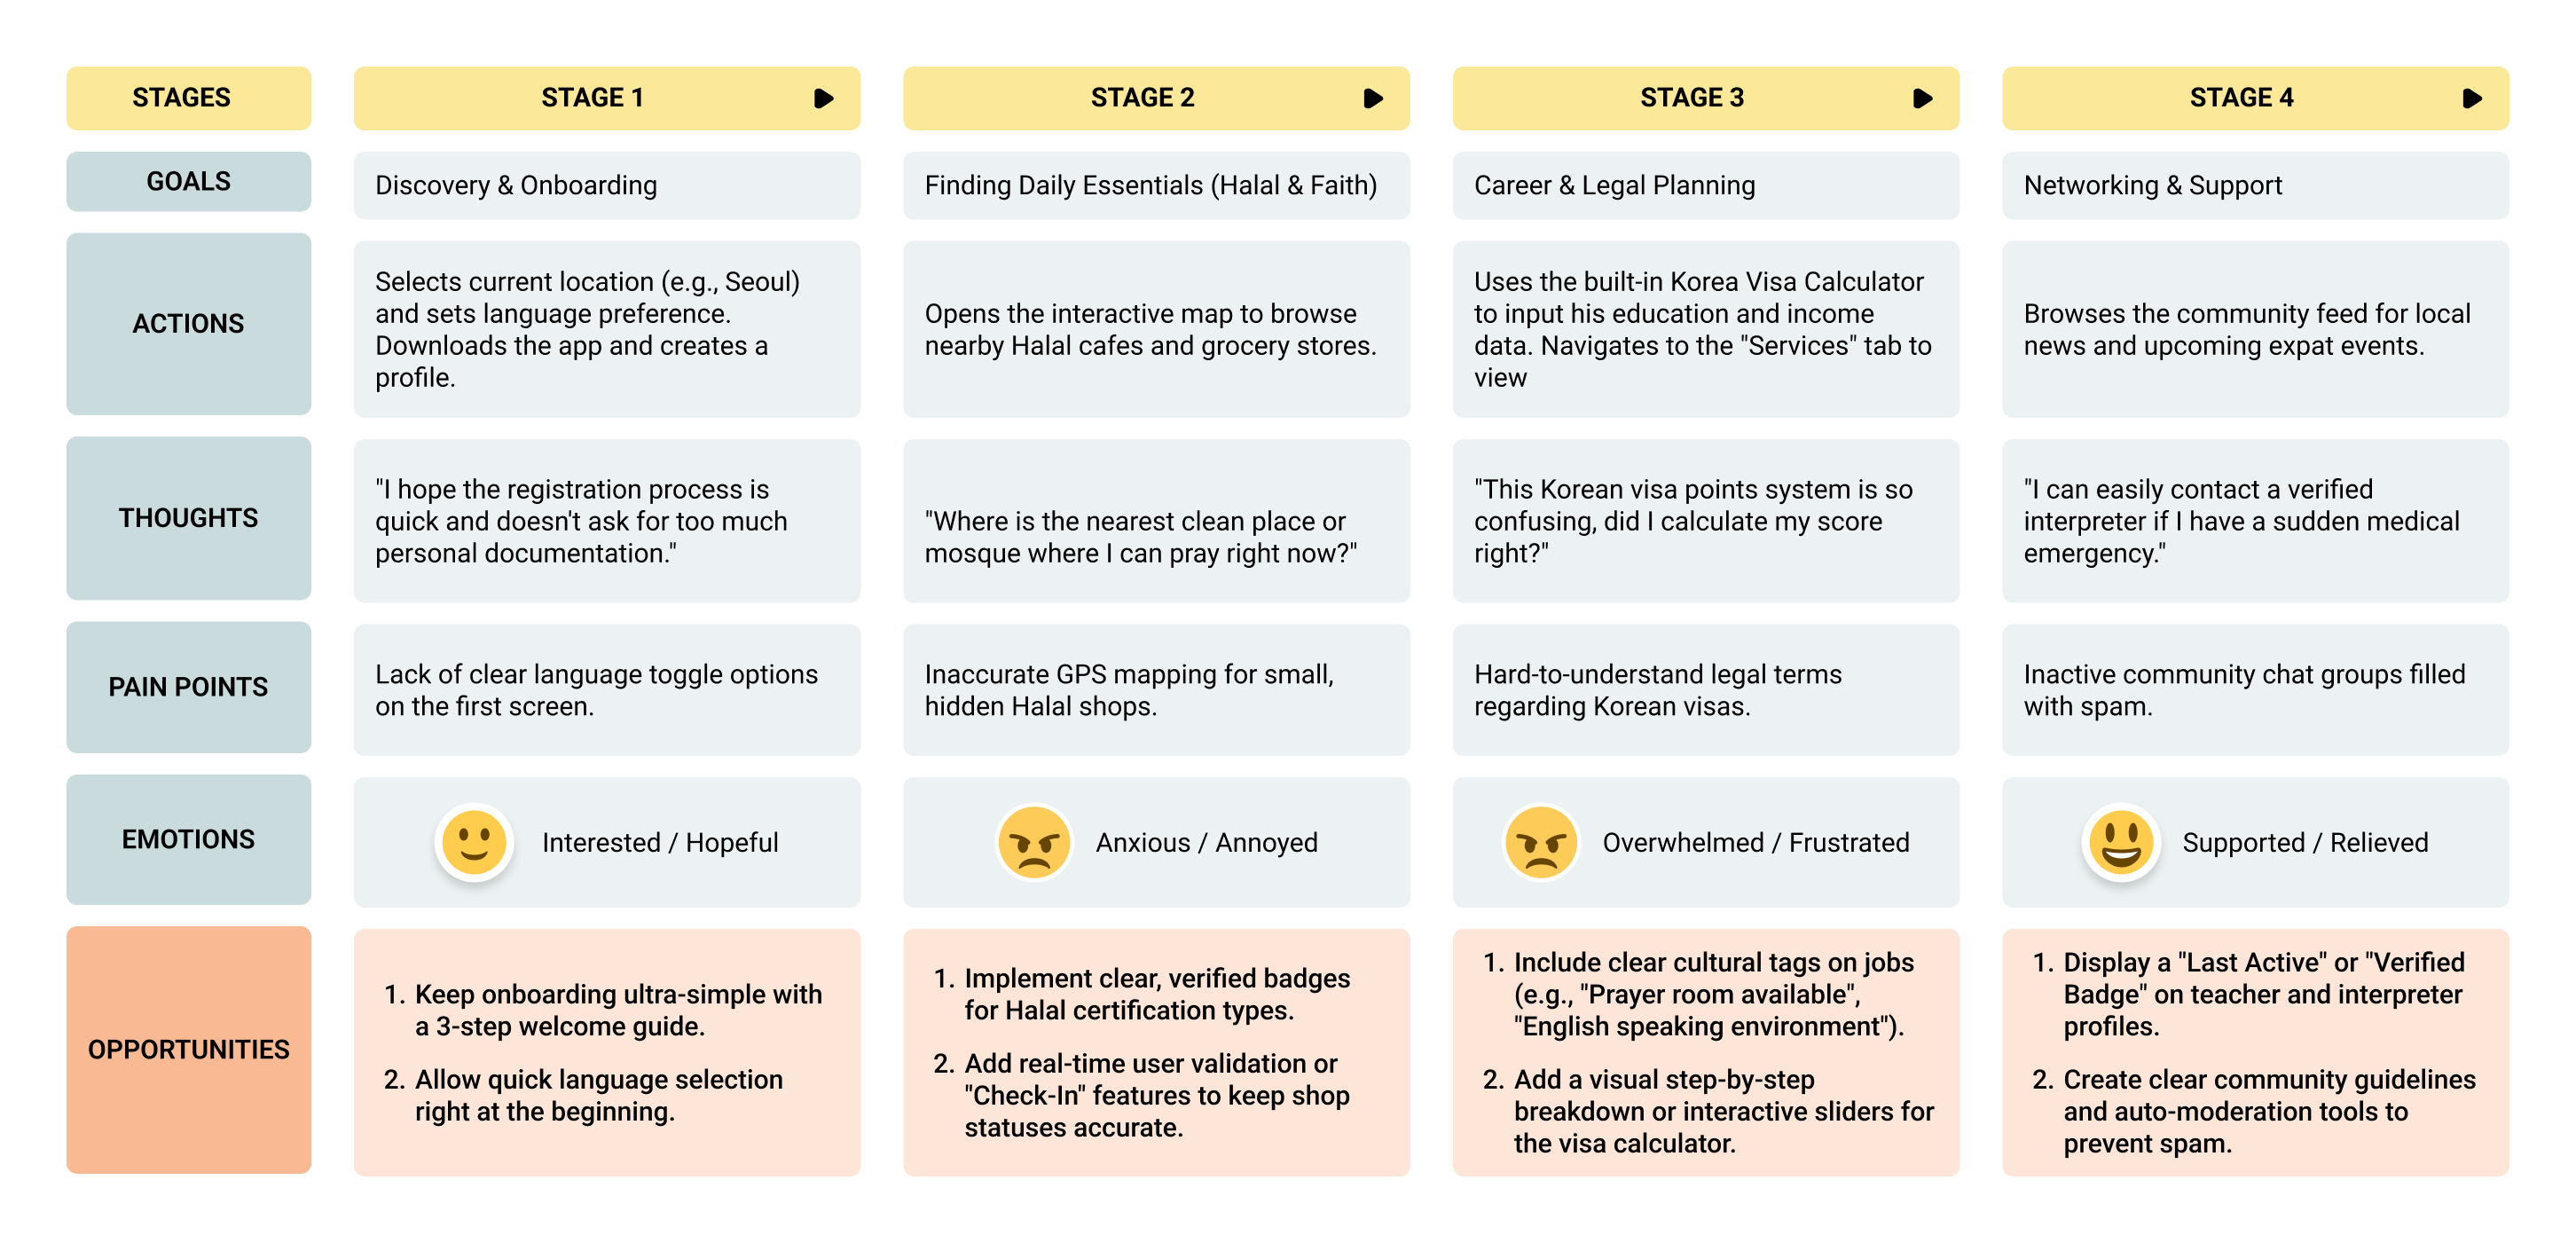 STAGES
STAGE 1
STAGE 2
STAGE 3
STAGE 4
GOALS
Discovery & Onboarding
Finding Daily Essentials (Halal & Faith)
Career & Legal Planning
Networking & Support
ACTIONS
Selects current location (e.g., Seoul)
and sets language preference.
Downloads the app and creates a
profile.
Opens the interactive map to browse
nearby Halal cafes and grocery stores.
Uses the built-in Korea Visa Calculator
to input his education and income
data. Navigates to the "Services" tab to
view
Browses the community feed for local
news and upcoming expat events.
THOUGHTS
"I hope the registration process is
quick and doesn't ask for too much
personal documentation."
"Where is the nearest clean place or
mosque where I can pray right now?"
"This Korean visa points system is so
confusing, did I calculate my score
right?"
"I can easily contact a verified
interpreter if I have a sudden medical
emergency."
PAIN POINTS
Lack of clear language toggle options
on the first screen.
Inaccurate GPS mapping for small,
hidden Halal shops.
Hard-to-understand legal terms
regarding Korean visas.
Inactive community chat groups filled
with spam.
EMOTIONS
Interested / Hopeful
Anxious / Annoyed
Overwhelmed / Frustrated
Supported / Relieved
OPPORTUNITIES
1. Keep onboarding ultra-simple with
a 3-step welcome guide.
2. Allow quick language selection
right at the beginning.
1. Implement clear, verified badges
for Halal certification types.
2. Add real-time user validation or
"Check-In" features to keep shop
statuses accurate.
1. Include clear cultural tags on jobs
(e.g., "Prayer room available",
"English speaking environment").
2. Add a visual step-by-step
breakdown or interactive sliders for
the visa calculator.
1. Display a "Last Active" or "Verified
Badge" on teacher and interpreter
profiles.
2. Create clear community guidelines
and auto-moderation tools to
prevent spam.